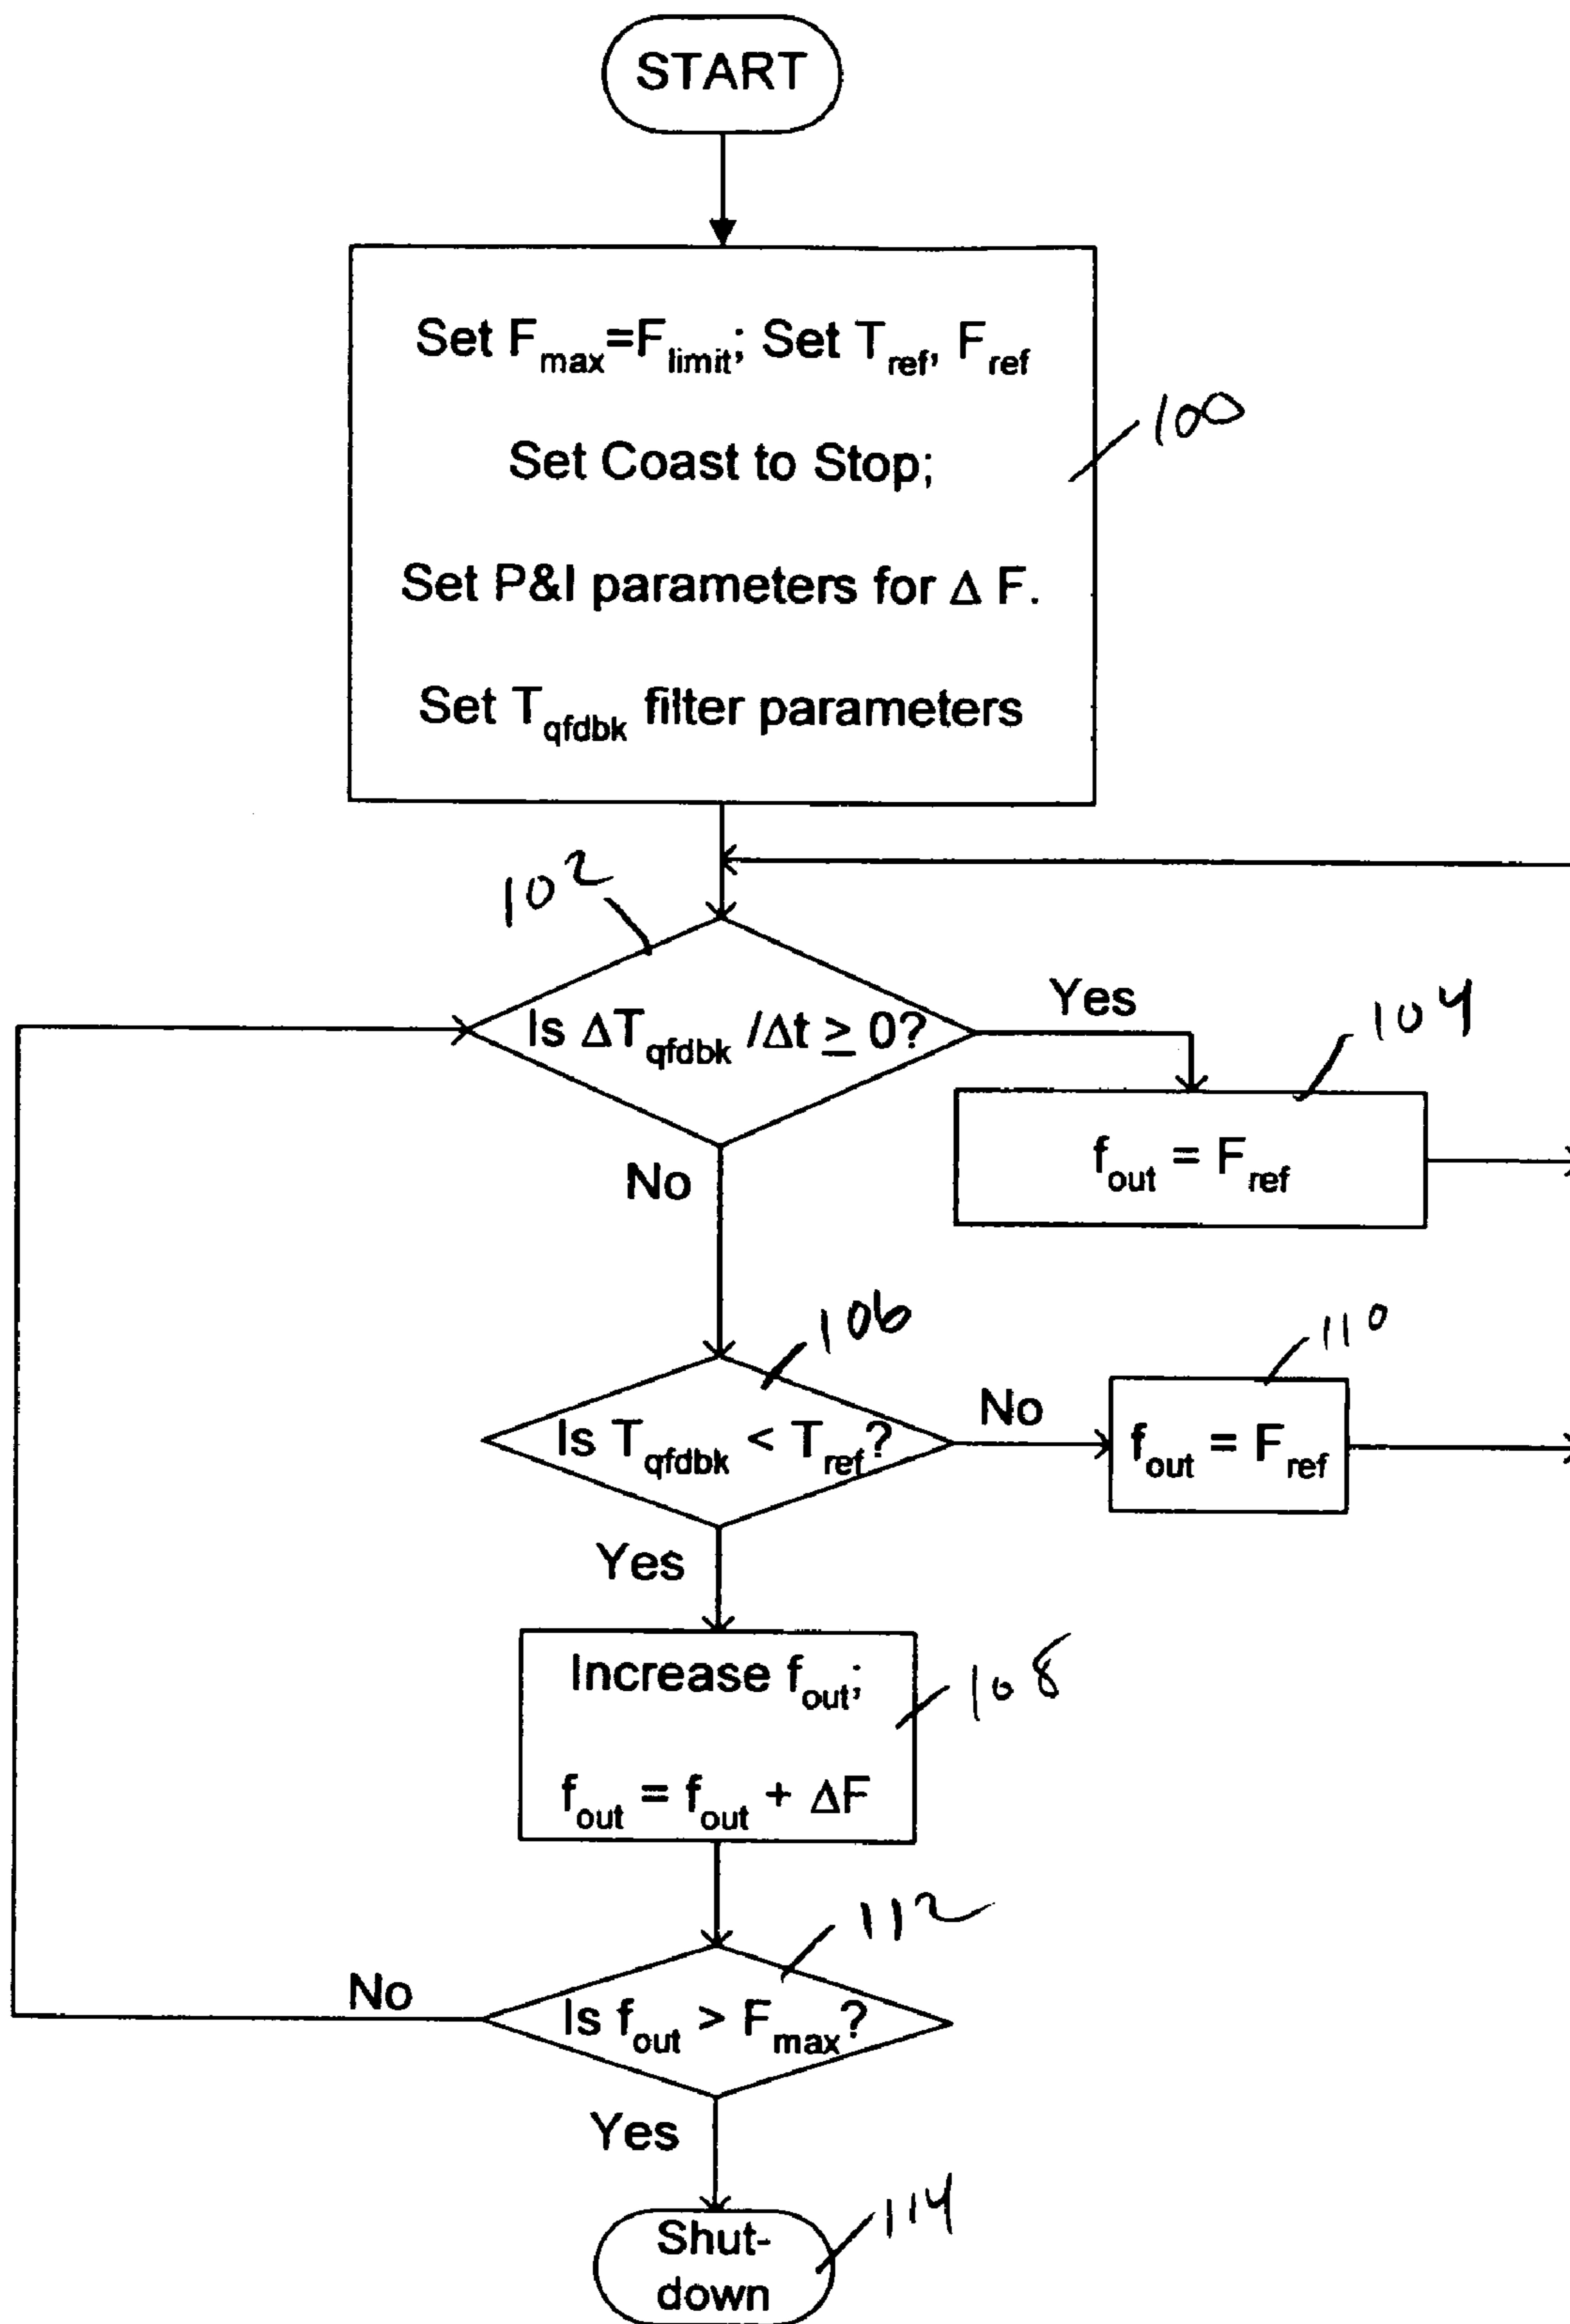 START
Set F_max=F_limit; Set T_ref, F_ref
Set Coast to Stop;
Set P&I parameters for Δ F.
Set T_qfdbk filter parameters
100
102
Is ΔT_qfdbk /Δt ≥ 0?
Yes
104
f_out = F_ref
No
106
Is T_qfdbk < T_ref?
No
110
f_out = F_ref
Yes
Increase f_out;
f_out = f_out + ΔF
108
112
Is f_out > F_max?
No
Yes
Shut-
down
114